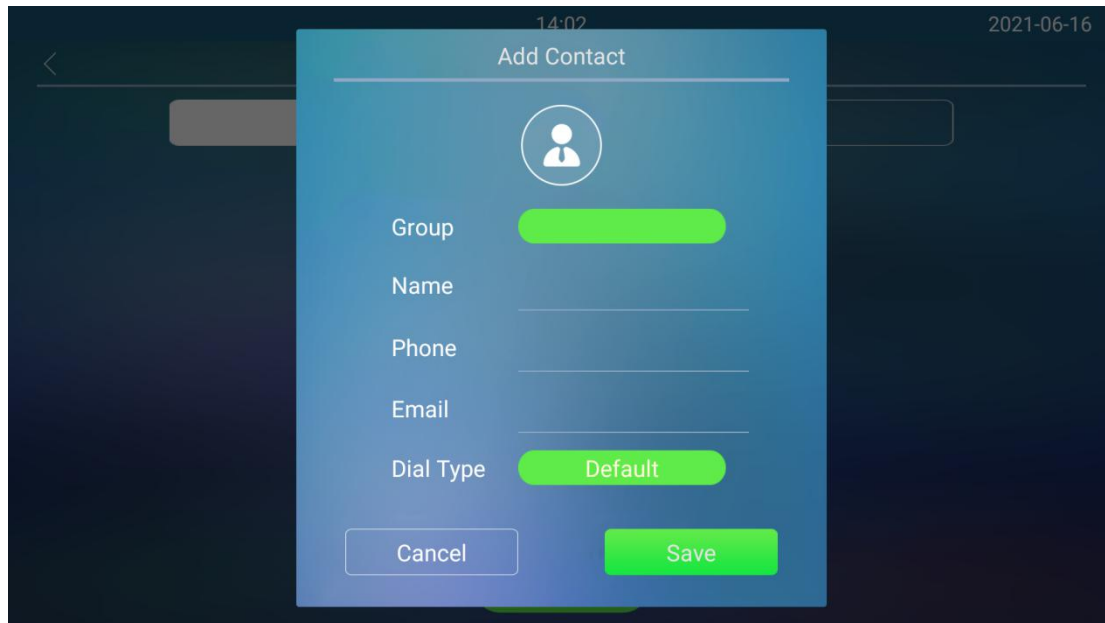 14:02
2021-06-16
Add Contact
Group
Name
Phone
Email
Dial Type Default
Cancel Save